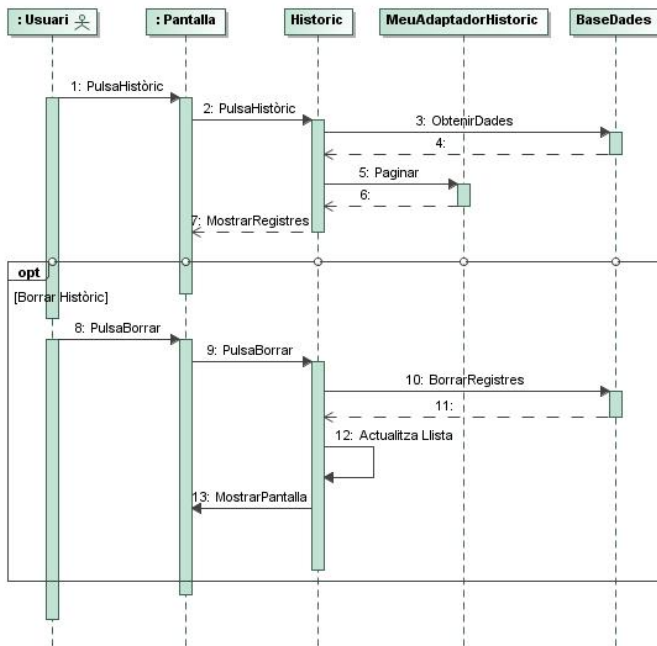 : Usuari
: Pantalla
Historic
MeuAdaptadorHistoric
BaseDades
1: PulsaHistòric
2: PulsaHistòric
3: ObtenirDades
4:
5: Paginar
6:
7: MostrarRegistres
opt
[Borrar Històric]
8: PulsaBorrar
9: PulsaBorrar
10: BorrarRegistres
11:
12: Actualitza Llista
13: MostrarPantalla